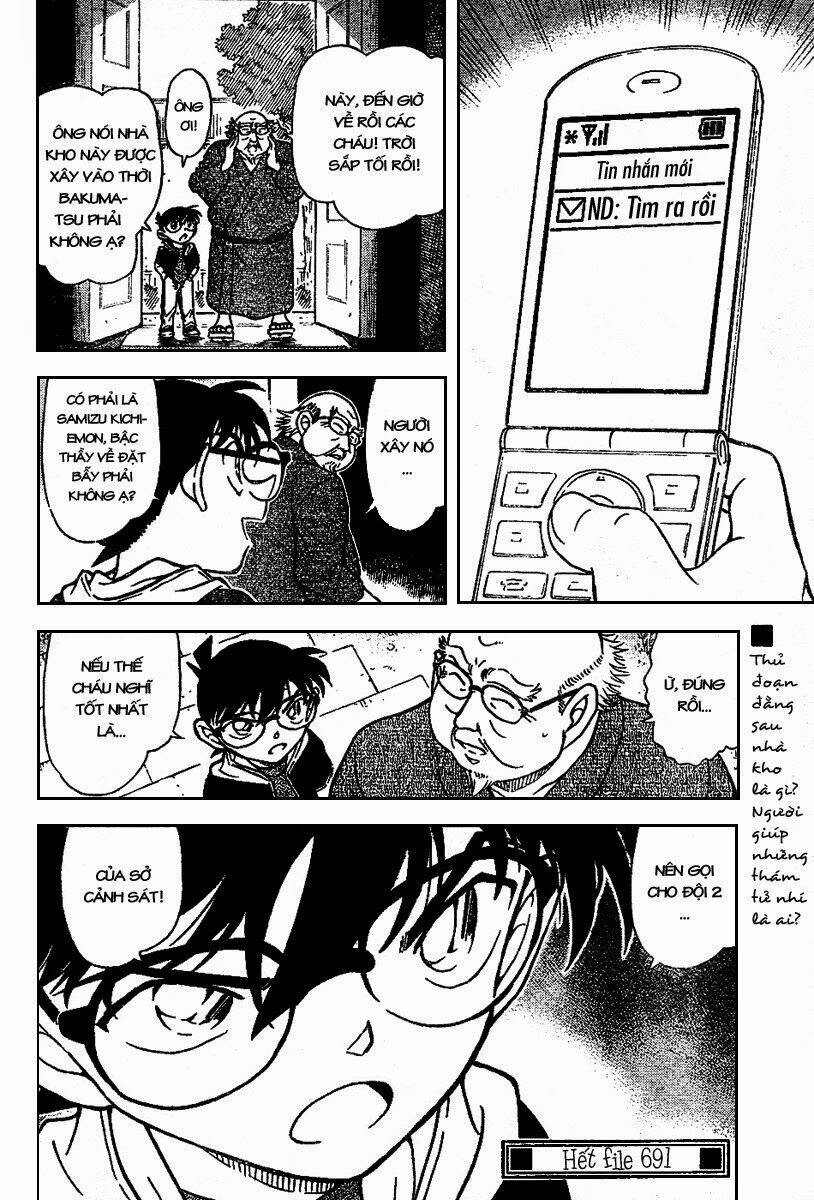 Tin nhắn mới
ND: Tìm ra rồi
NÀY, ĐẾN GIỜ
VỀ RỒI CÁC
CHÁU! TRỜI
SẮP TỐI RỒI!
ÔNG
ƠI!
ÔNG NÓI NHÀ
KHO NÀY ĐƯỢC
XÂY VÀO THỜI
BAKUMA-
TSU PHẢI
KHÔNG Ạ?
NGƯỜI
XÂY NÓ
...
CÓ PHẢI LÀ
SAMIZU KICHI-
EMON, BẬC
THẦY VỀ ĐẶT
BẪY PHẢI
KHÔNG Ạ?
Ừ, ĐÚNG
RỒI...
NẾU THẾ
CHÁU NGHĨ
TỐT NHẤT
LÀ...
NÊN GỌI
CHO ĐỘI 2
...
CỦA SỞ
CẢNH SÁT!
Thủ
đoạn
đằng
sau
nhà
kho
là gì?
Người
giúp
những
thám
tử nhí
là ai?
Hết file 691